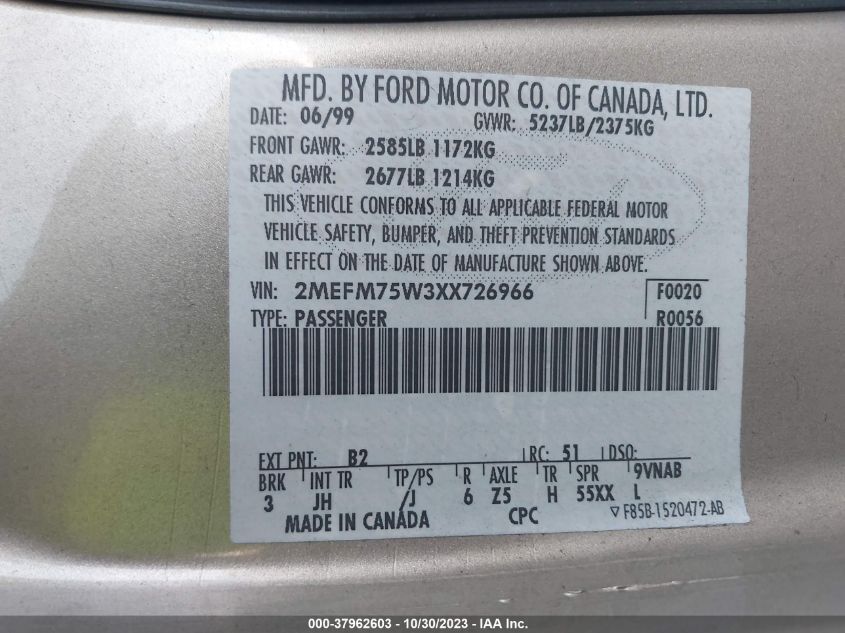 MFD. BY FORD MOTOR CO. OF CANADA, LTD.
DATE: 06/99 GVWR: 5237LB/2375KG
FRONT GAWR: 2585LB 1172KG
REAR GAWR: 2677LB 1214KG
THIS VEHICLE CONFORMS TO ALL APPLICABLE FEDERAL MOTOR
VEHICLE SAFETY, BUMPER, AND THEFT PREVENTION STANDARDS
IN EFFECT ON THE DATE OF MANUFACTURE SHOWN ABOVE.
VIN: 2MEFM75W3XX726966 F0020
TYPE: PASSENGER R0056
EXT PNT: B2 RC: 51 DSO:
BRK INT TR TP/PS R AXLE TR SPR 9VNAB
3 JH /J 6 Z5 H 55XX L
MADE IN CANADA CPC ▽ F85B-1520472-AB
000-37962603 - 10/30/2023 - IAA Inc.